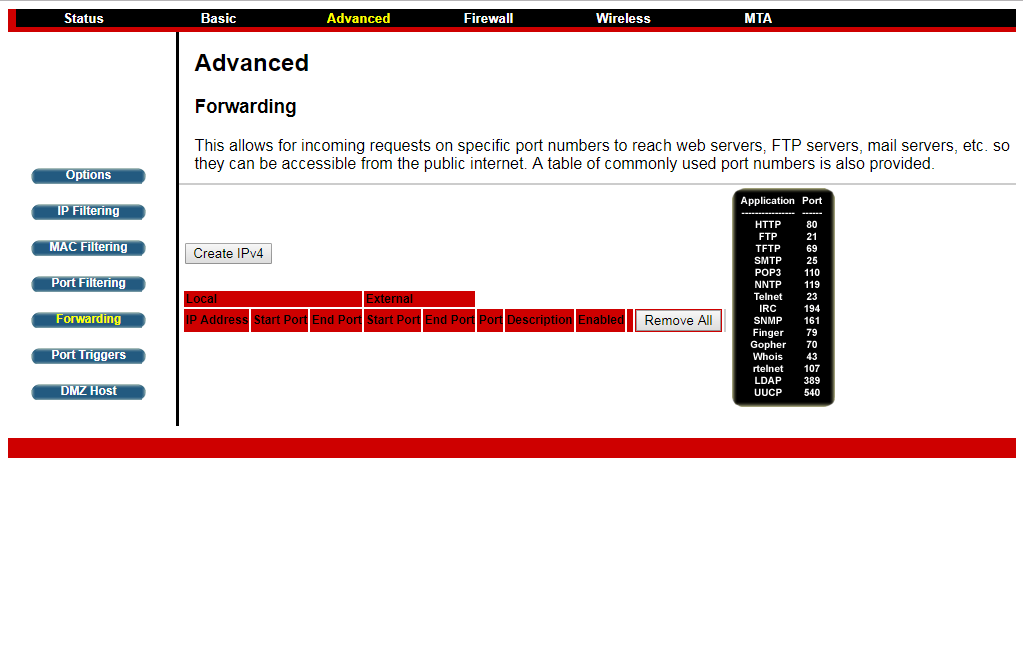 Status Basic Advanced Firewall Wireless MTA
Options
IP Filtering
MAC Filtering
Port Filtering
Forwarding
Port Triggers
DMZ Host
Advanced
Forwarding
This allows for incoming requests on specific port numbers to reach web servers, FTP servers, mail servers, etc. so
they can be accessible from the public internet. A table of commonly used port numbers is also provided.
Create IPv4
Local External
IP Address Start Port End Port Start Port End Port Port Description Enabled Remove All
Application Port
---------------- ------
HTTP 80
FTP 21
TFTP 69
SMTP 25
POP3 110
NNTP 119
Telnet 23
IRC 194
SNMP 161
Finger 79
Gopher 70
Whois 43
rtelnet 107
LDAP 389
UUCP 540